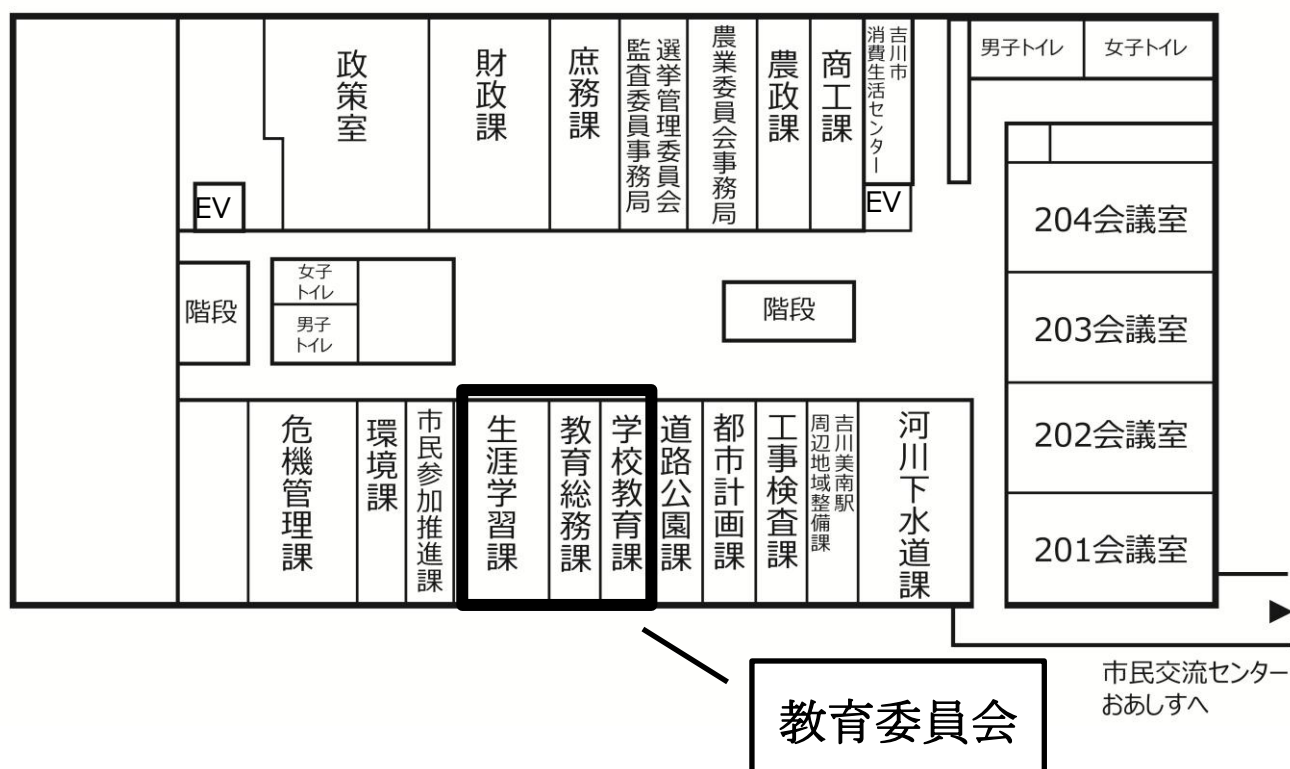 政策室
財政課
庶務課
選挙管理委員会
監査委員事務局
農業委員会事務局
農政課
商工課
吉川市
消費生活センター
男子トイレ
女子トイレ
EV
EV
204会議室
203会議室
202会議室
201会議室
階段
女子
トイレ
男子
トイレ
階段
危機管理課
環境課
市民参加推進課
生涯学習課
教育総務課
学校教育課
道路公園課
都市計画課
工事検査課
吉川美南駅
周辺地域整備課
河川下水道課
▶
市民交流センター
おあしすへ
教育委員会